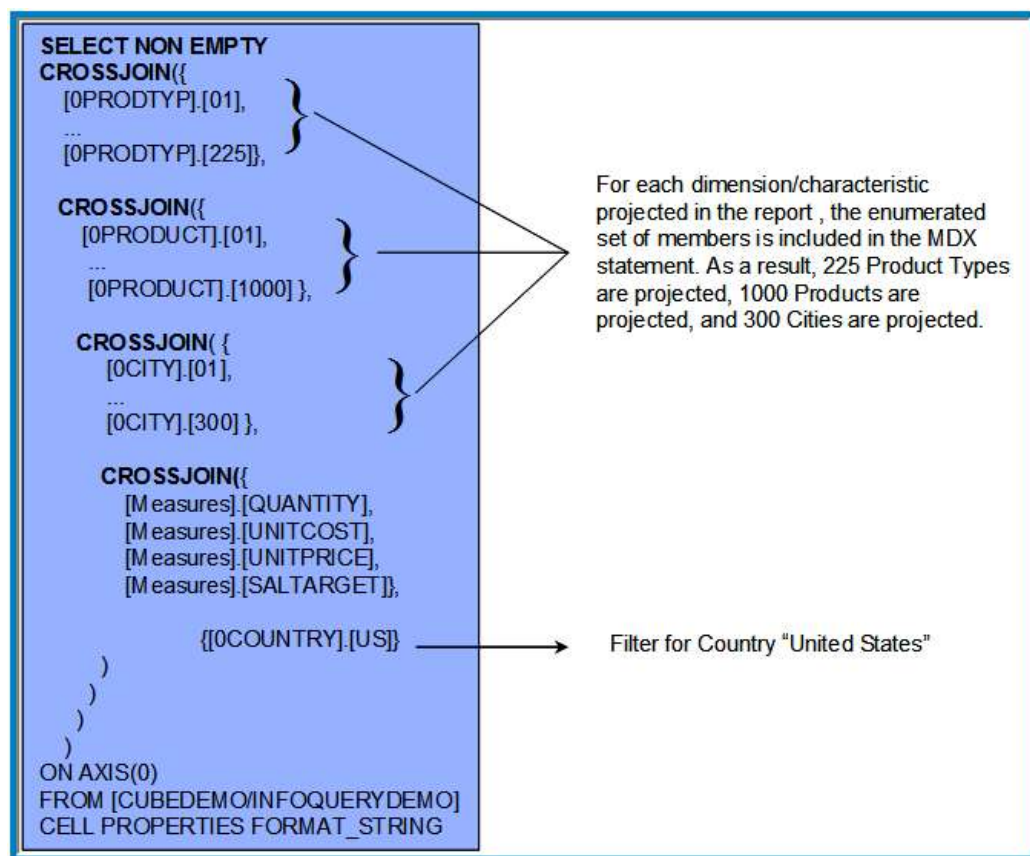 SELECT NON EMPTY
CROSSJOIN({
[0PRODTYP].[01],
...
[0PRODTYP].[225]},
CROSSJOIN({
[0PRODUCT].[01],
...
[0PRODUCT].[1000] },
CROSSJOIN( {
[0CITY].[01],
...
[0CITY].[300] },
CROSSJOIN({
[Measures].[QUANTITY],
[Measures].[UNITCOST],
[Measures].[UNITPRICE],
[Measures].[SALTARGET]},
{[0COUNTRY].[US]}
)
)
)
)
ON AXIS(0)
FROM [CUBEDEMO/INFOQUERYDEMO]
CELL PROPERTIES FORMAT_STRING
For each dimension/characteristic
projected in the report , the enumerated
set of members is included in the MDX
statement. As a result, 225 Product Types
are projected, 1000 Products are
projected, and 300 Cities are projected.
Filter for Country “United States”